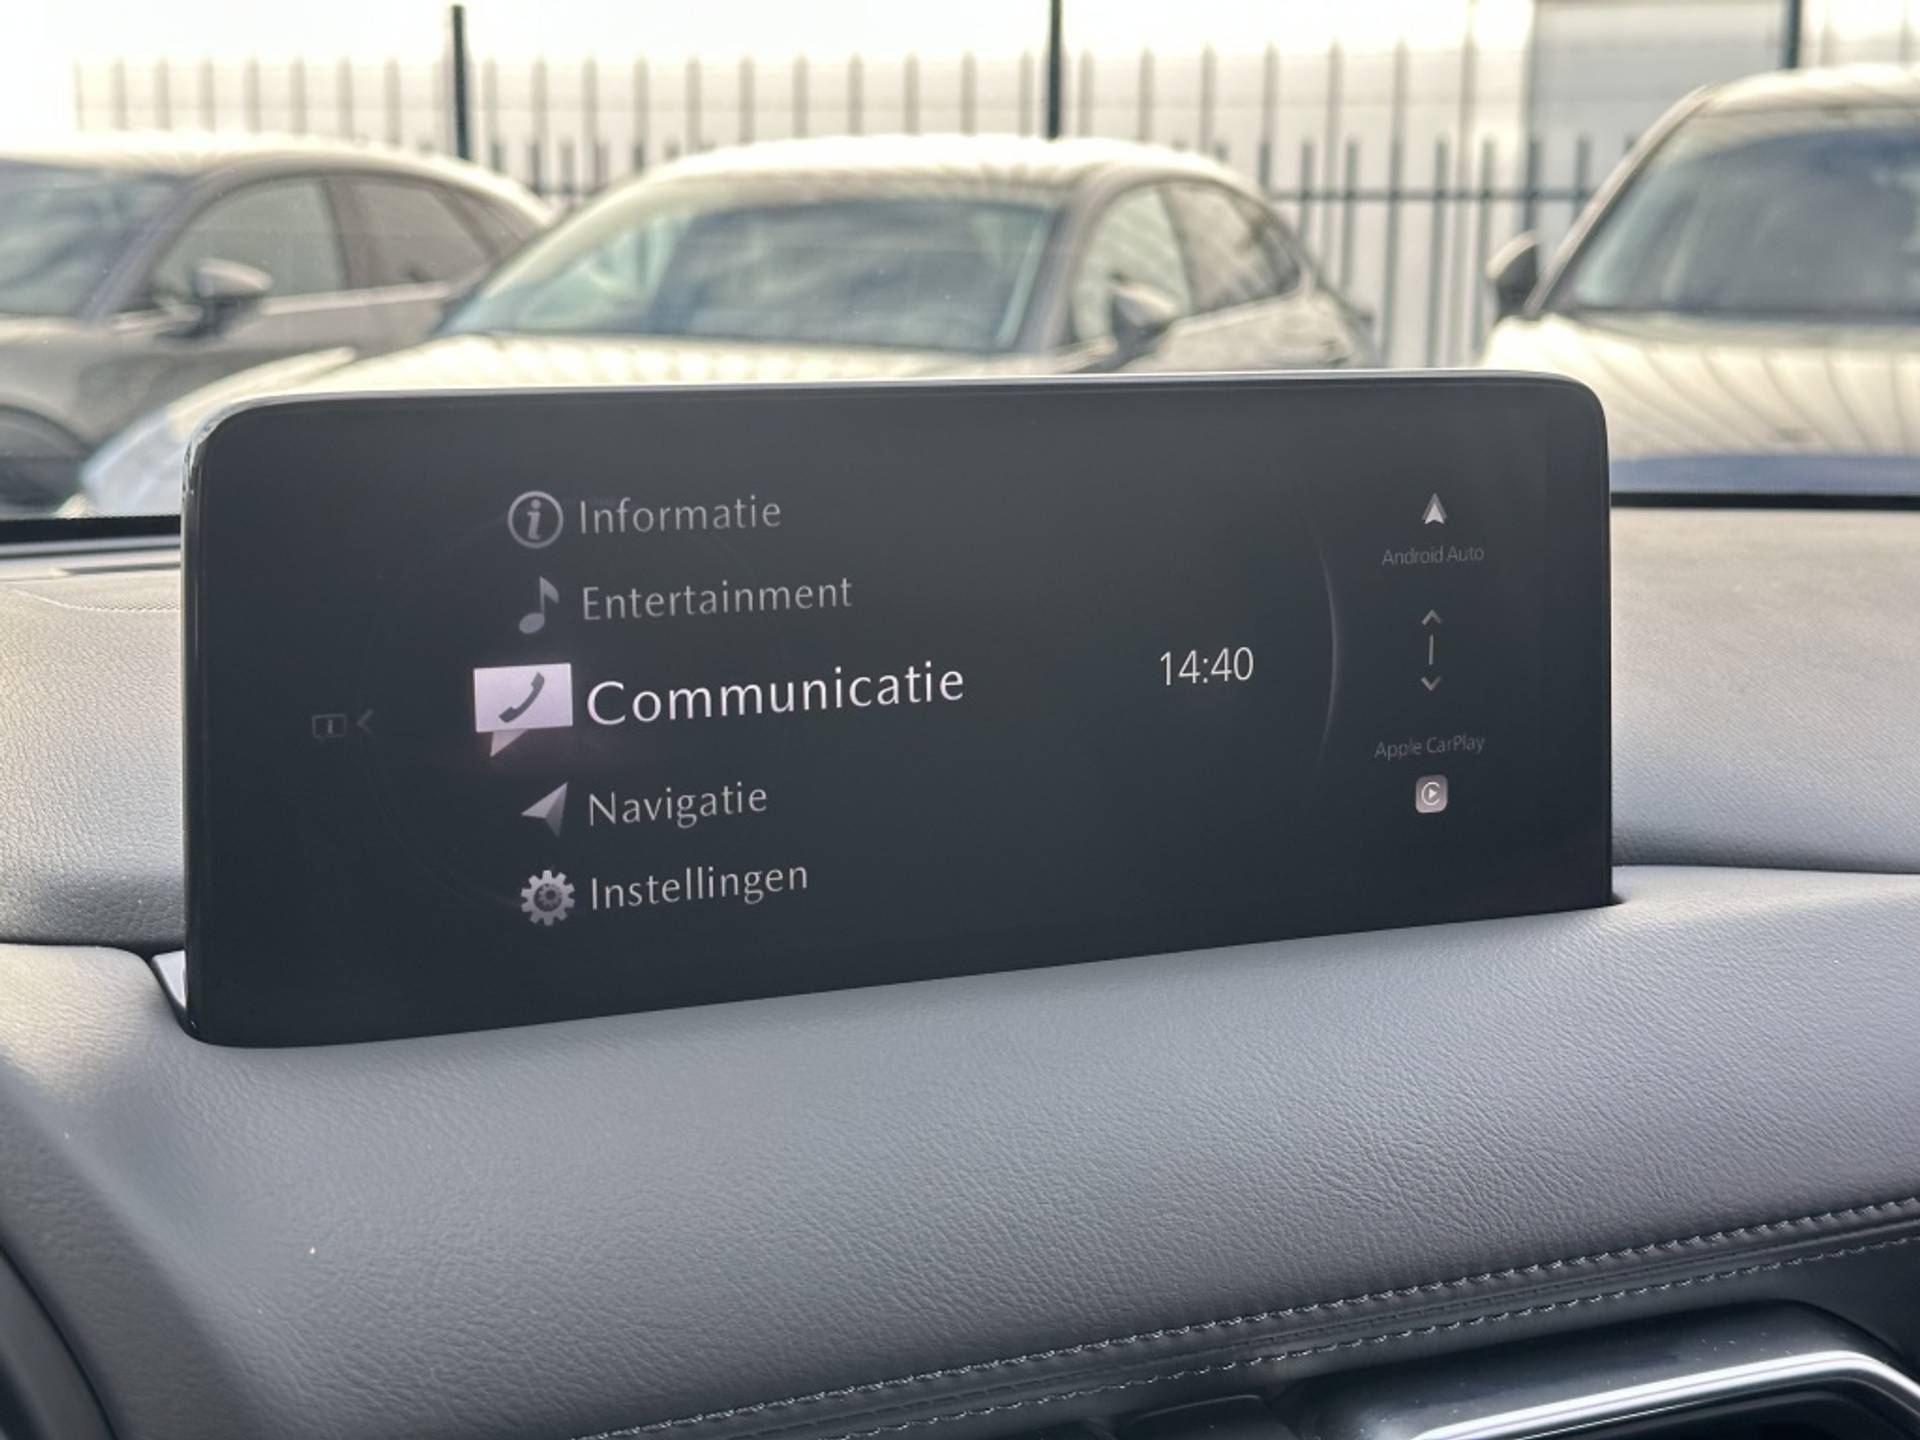 Informatie
Entertainment
Communicatie
Navigatie
Instellingen
14:40
Android Auto
Apple CarPlay